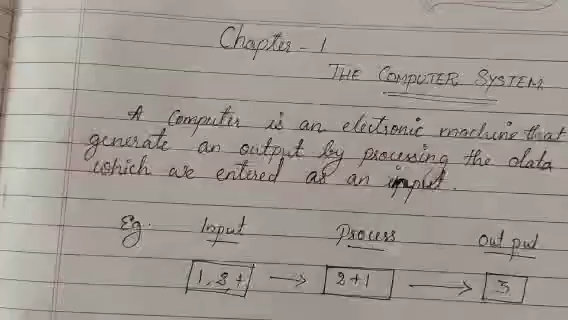 Chapter - 1
THE COMPUTER SYSTEM
A Computer is an electronic machine that
generate an output by processing the data
which are entered as an input.
Eg. Input Process Output
1, 2, + → 2+1 → 3